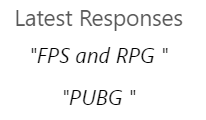 Latest Responses
"FPS and RPG "
"PUBG "